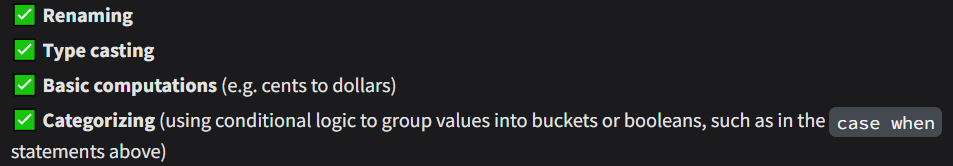 ✅ Renaming
✅ Type casting
✅ Basic computations (e.g. cents to dollars)
✅ Categorizing (using conditional logic to group values into buckets or booleans, such as in the case when
statements above)